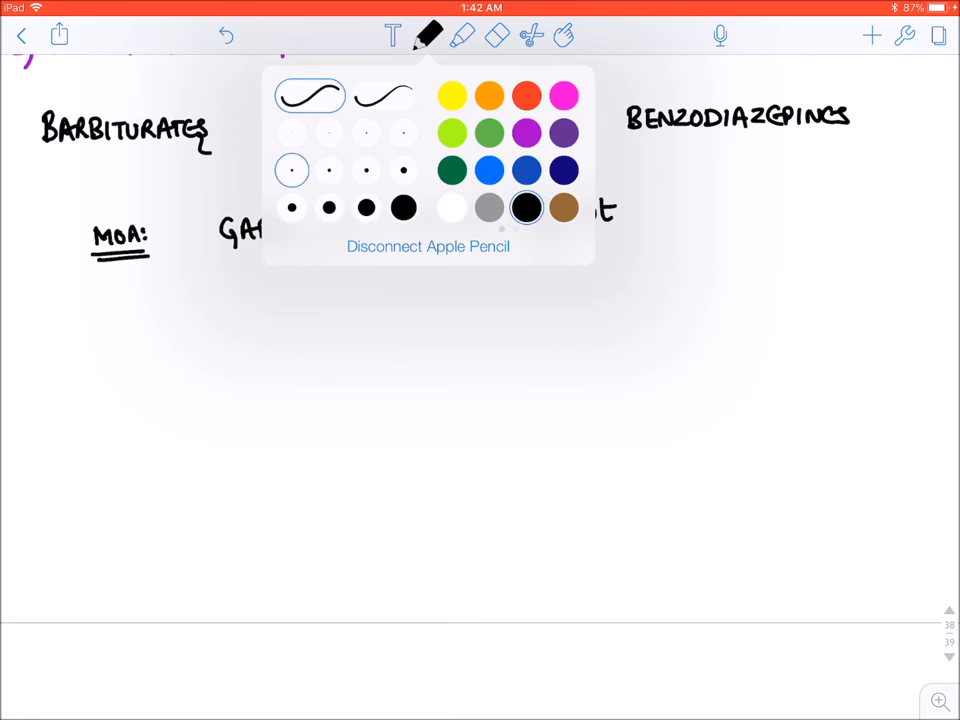 iPad 1:42 AM 87%
T
BARBITURATES BENZODIAZEPINES
MOA:
Disconnect Apple Pencil
38
39